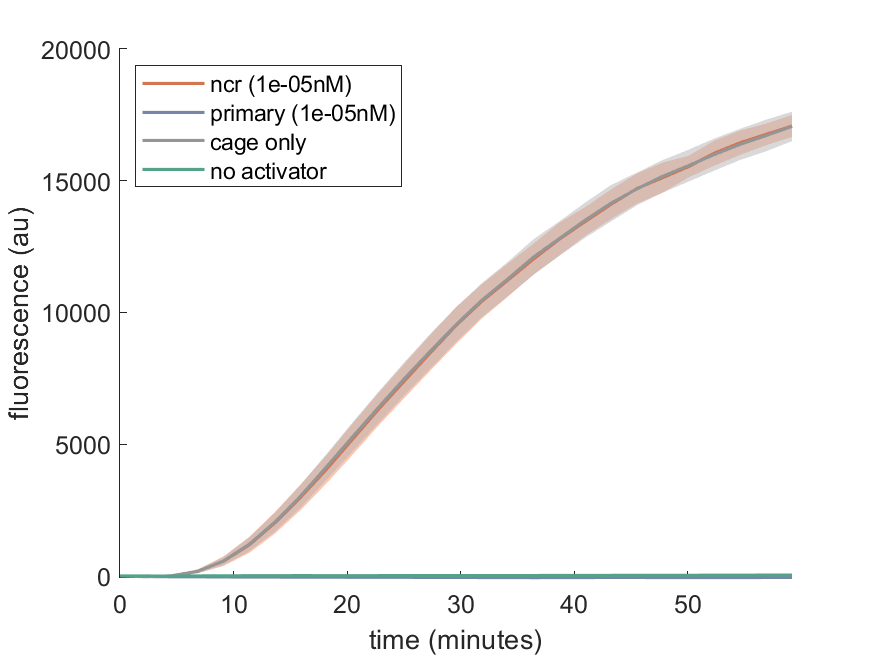 20000
15000
10000
5000
0
fluorescence (au)
ncr (1e-05nM)
primary (1e-05nM)
cage only
no activator
0 10 20 30 40 50
time (minutes)